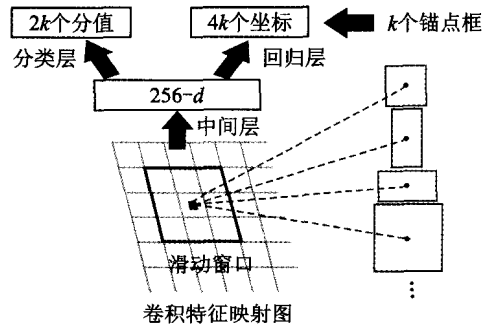 2k个分值
4k个坐标
k个锚点框
分类层
回归层
256-d
中间层
滑动窗口
卷积特征映射图